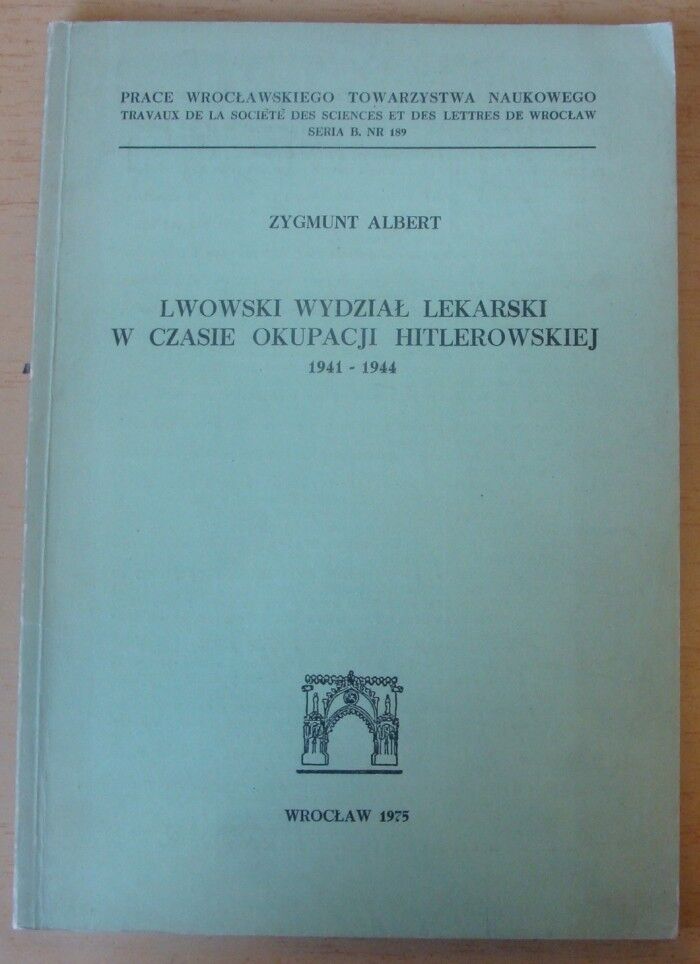 PRACE WROCŁAWSKIEGO TOWARZYSTWA NAUKOWEGO
TRAVAUX DE LA SOCIÉTÉ DES SCIENCES ET DES LETTRES DE WROCŁAW
SERIA B. NR 189
ZYGMUNT ALBERT
LWOWSKI WYDZIAŁ LEKARSKI
W CZASIE OKUPACJI HITLEROWSKIEJ
1941 - 1944
WROCŁAW 1975